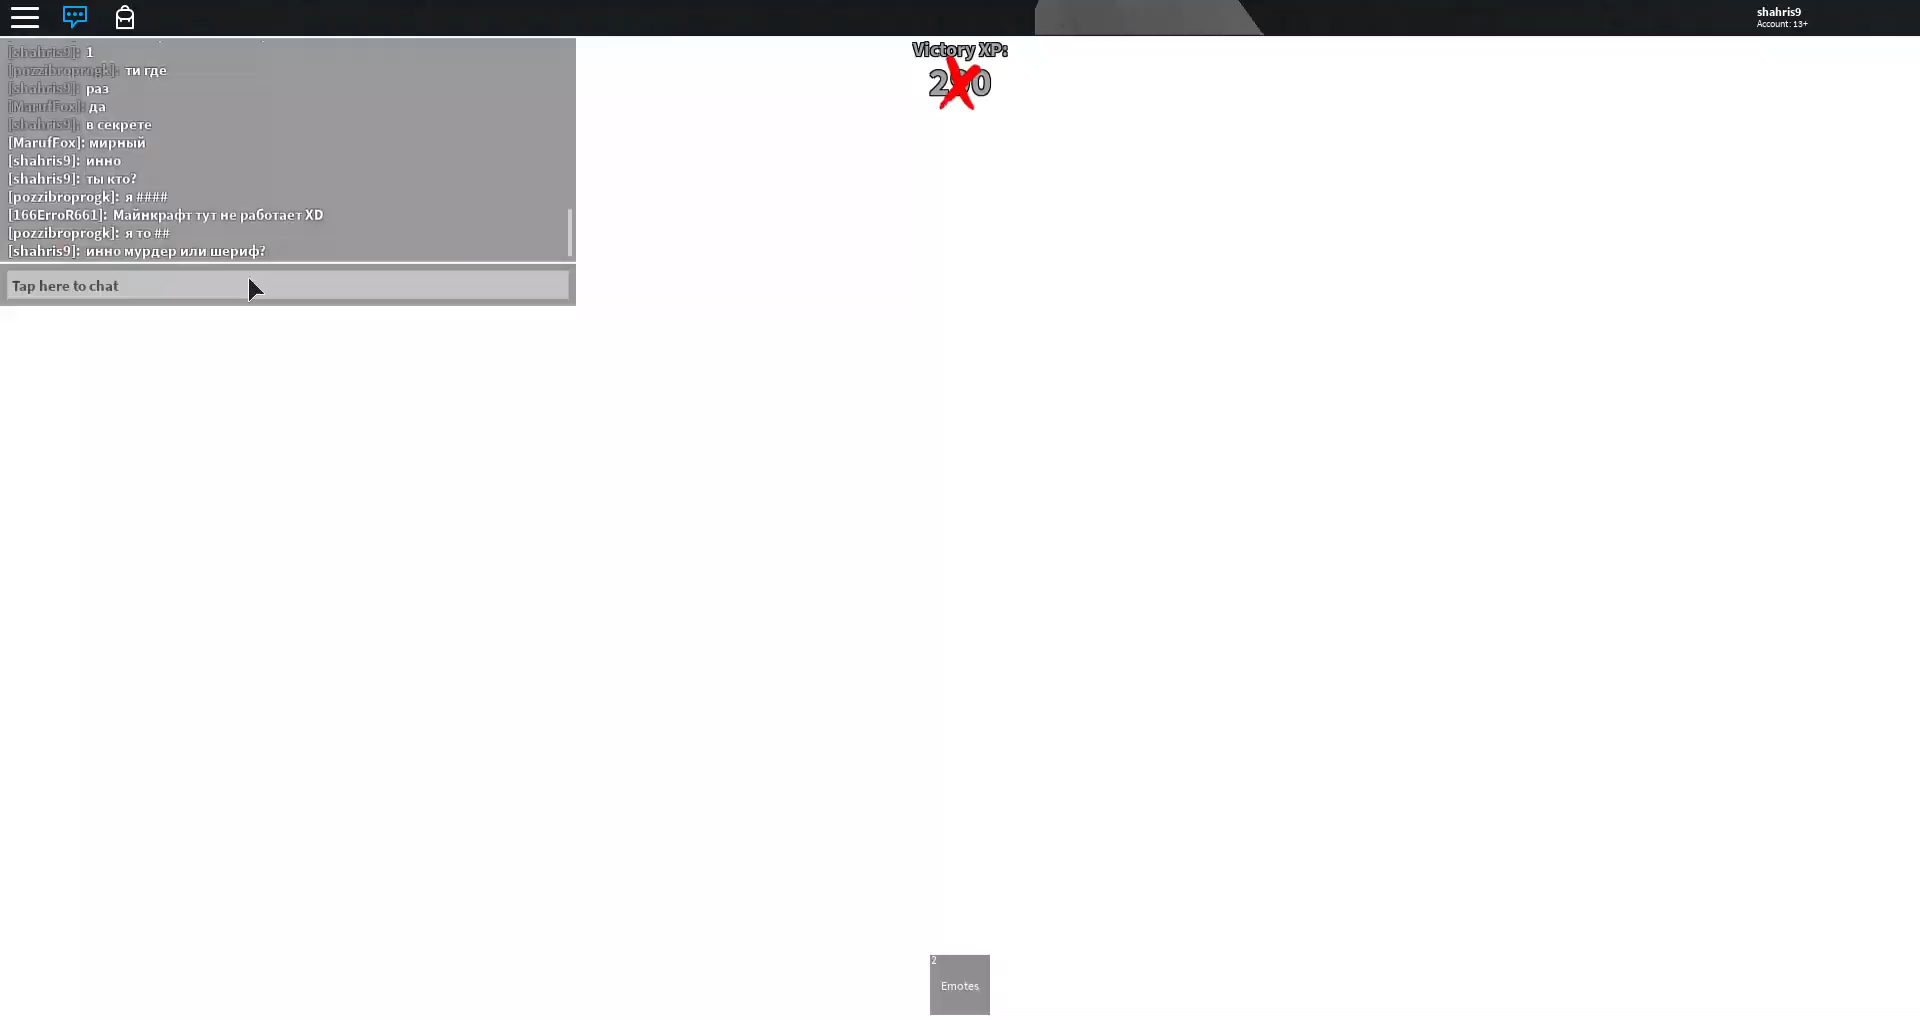 shahris9
Account: 13+
[shahris9]: 1
[pozzibroprogk]: ти где
[shahris9]: раз
[MarufFox]: да
[shahris9]: в секрете
[MarufFox]: мирный
[shahris9]: инно
[shahris9]: ты кто?
[pozzibroprogk]: я ####
[166ErroR661]: Майнкрафт тут не работает XD
[pozzibroprogk]: я то ##
[shahris9]: инно мурдер или шериф?
Tap here to chat
Victory XP:
2
Emotes